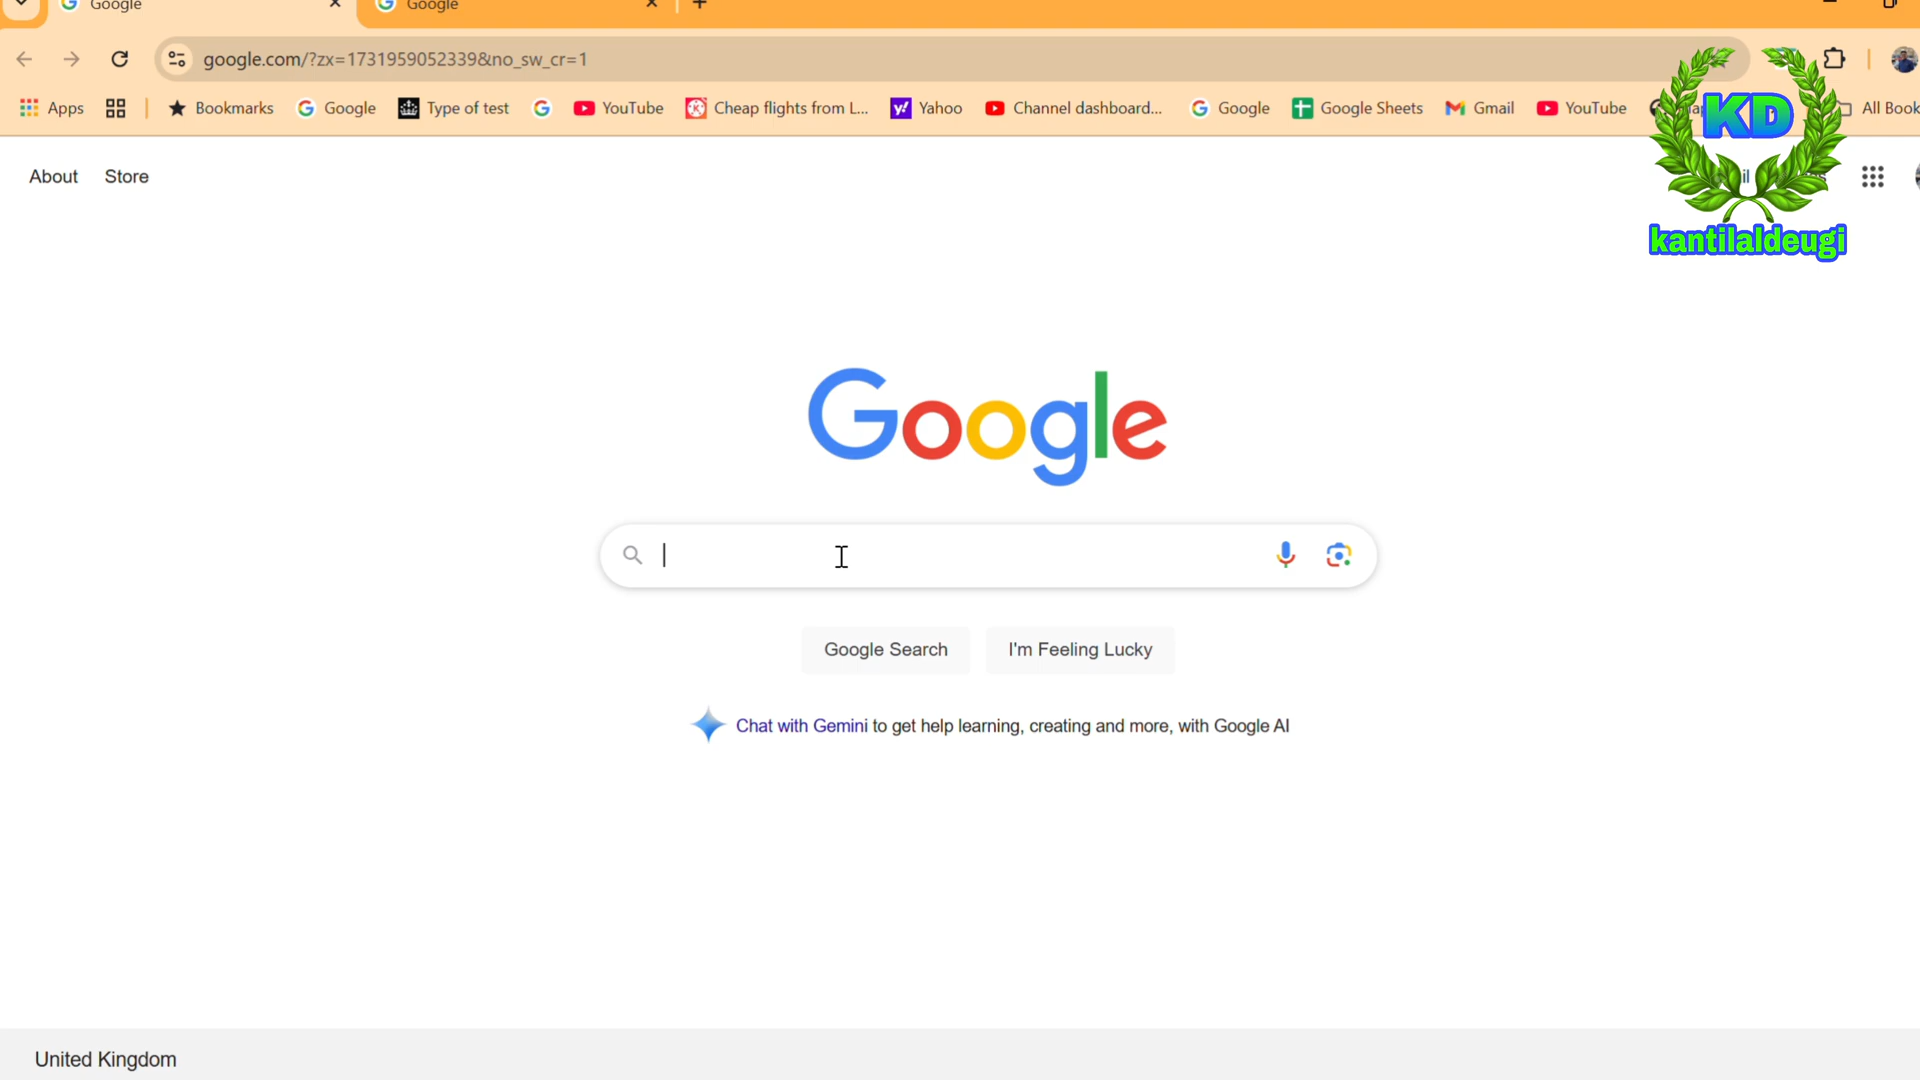 Google
Google
google.com/?zx=1731959052339&no_sw_cr=1
Apps
Bookmarks
Google
Type of test
YouTube
Cheap flights from L...
Yahoo
Channel dashboard...
Google
Google Sheets
Gmail
YouTube
All Book
KD
kantilaldeugi
About
Store
Google
Google Search
I'm Feeling Lucky
Chat with Gemini to get help learning, creating and more, with Google AI
United Kingdom